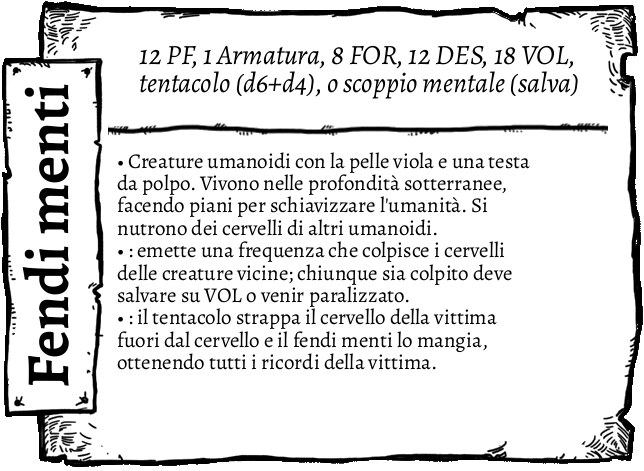 Fendi menti
12 PF, 1 Armatura, 8 FOR, 12 DES, 18 VOL,
tentacolo (d6+d4), o scoppio mentale (salva)
• Creature umanoidi con la pelle viola e una testa
da polpo. Vivono nelle profondità sotterranee,
facendo piani per schiavizzare l'umanità. Si
nutrono dei cervelli di altri umanoidi.
• : emette una frequenza che colpisce i cervelli
delle creature vicine; chiunque sia colpito deve
salvare su VOL o venir paralizzato.
• : il tentacolo strappa il cervello della vittima
fuori dal cervello e il fendi menti lo mangia,
ottenendo tutti i ricordi della vittima.